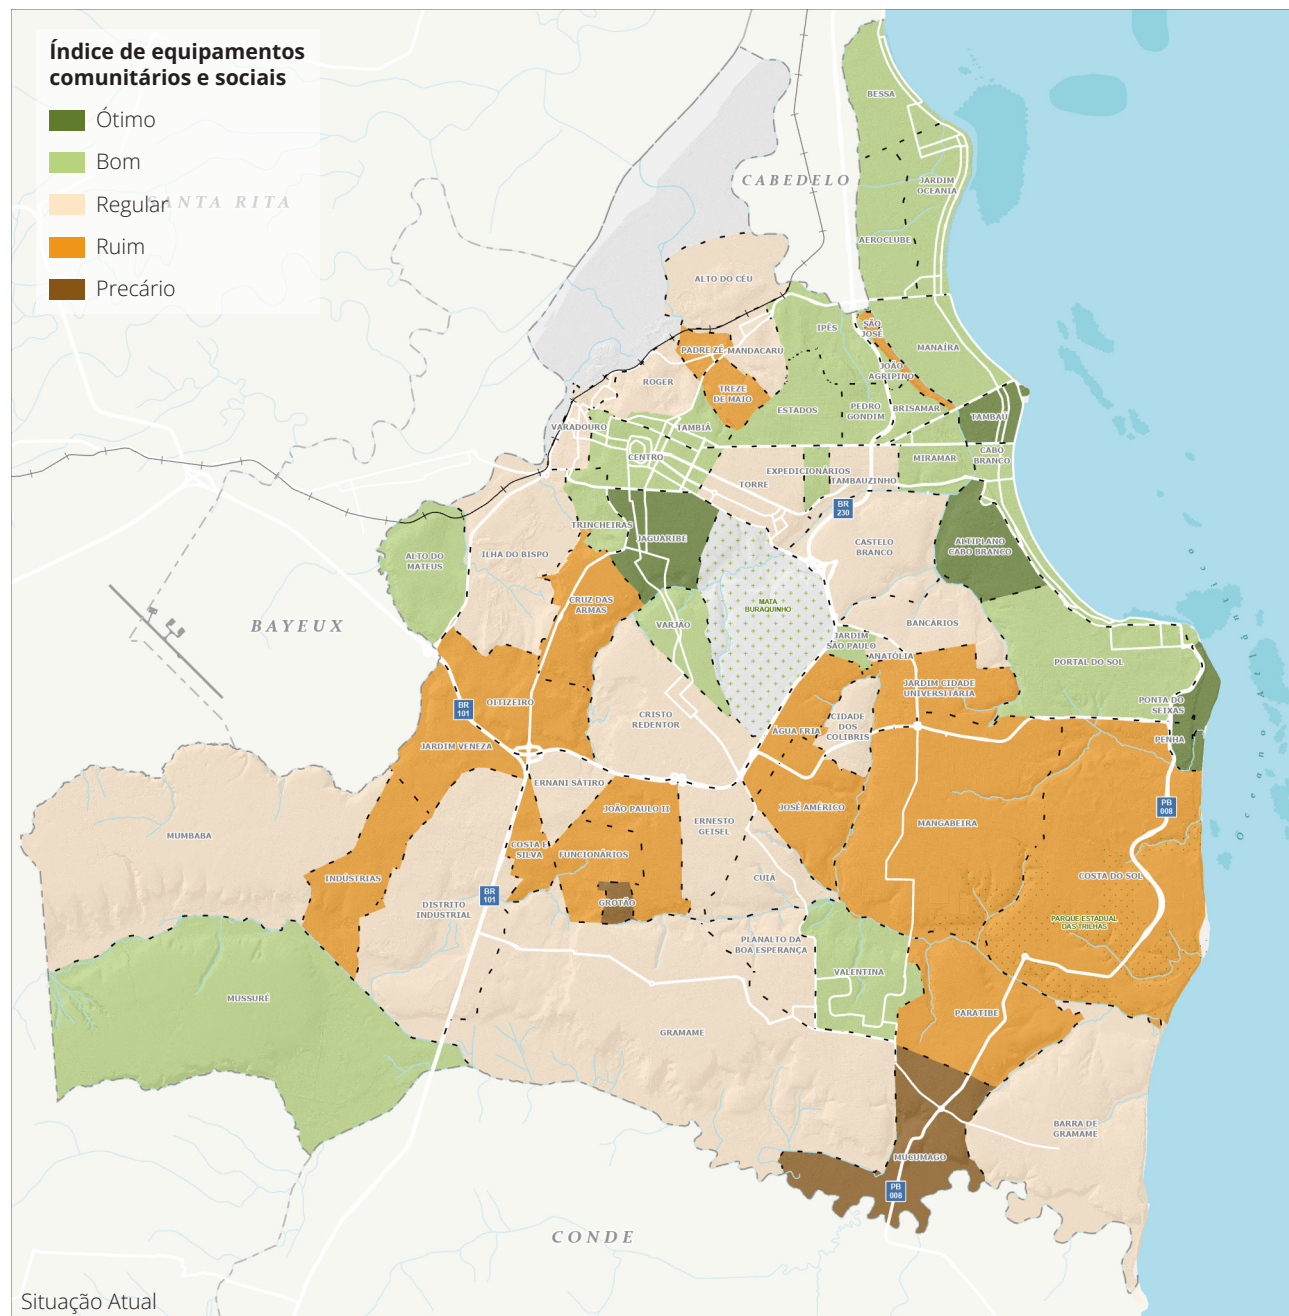 Índice de equipamentos
comunitários e sociais
Ótimo
Bom
Regular
Ruim
Precário
SANTA RITA
CABEDELO
BESSA
JARDIM
OCEANIA
AEROCLUBE
ALTO DO CÉU
IPÊS
SÃO
JOSÉ
MANAÍRA
PADRE ZÉ
MANDACARU
JOÃO
AGRIPINO
ROGER
TREZE
DE MAIO
ESTADOS
PEDRO
GONDIM
BRISAMAR
TAMBAÚ
VARADOURO
TAMBIÁ
CENTRO
MIRAMAR
CABO
BRANCO
EXPEDICIONÁRIOS
TORRE
TAMBAUZINHO
BR
230
TRINCHEIRAS
JAGUARIBE
CASTELO
BRANCO
ALTIPLANO
CABO BRANCO
ALTO DO
MATEUS
ILHA DO BISPO
CRUZ DAS
ARMAS
MATA
BURAQUINHO
BAYEUX
VARJÃO
BANCÁRIOS
JARDIM
SÃO PAULO
ANATÓLIA
PORTAL DO SOL
JARDIM CIDADE
UNIVERSITÁRIA
OITIZEIRO
BR
101
CRISTO
REDENTOR
CIDADE
DOS
COLIBRIS
ÁGUA FRIA
PONTA DO
SEIXAS
PENHA
JARDIM VENEZA
ERNANI SÁTIRO
JOÃO PAULO II
JOSÉ AMÉRICO
PB
008
MUMBABA
ERNESTO
GEISEL
MANGABEIRA
COSTA E
SILVA
FUNCIONÁRIOS
INDÚSTRIAS
CUIÁ
COSTA DO SOL
BR
101
DISTRITO
INDUSTRIAL
GROTÃO
PARQUE ESTADUAL
DAS TRILHAS
PLANALTO DA
BOA ESPERANÇA
VALENTINA
MUSSURÉ
PARATIBE
GRAMAME
BARRA DE
GRAMAME
MUÇUMAGO
PB
008
CONDE
Oceano Atlântico
Situação Atual